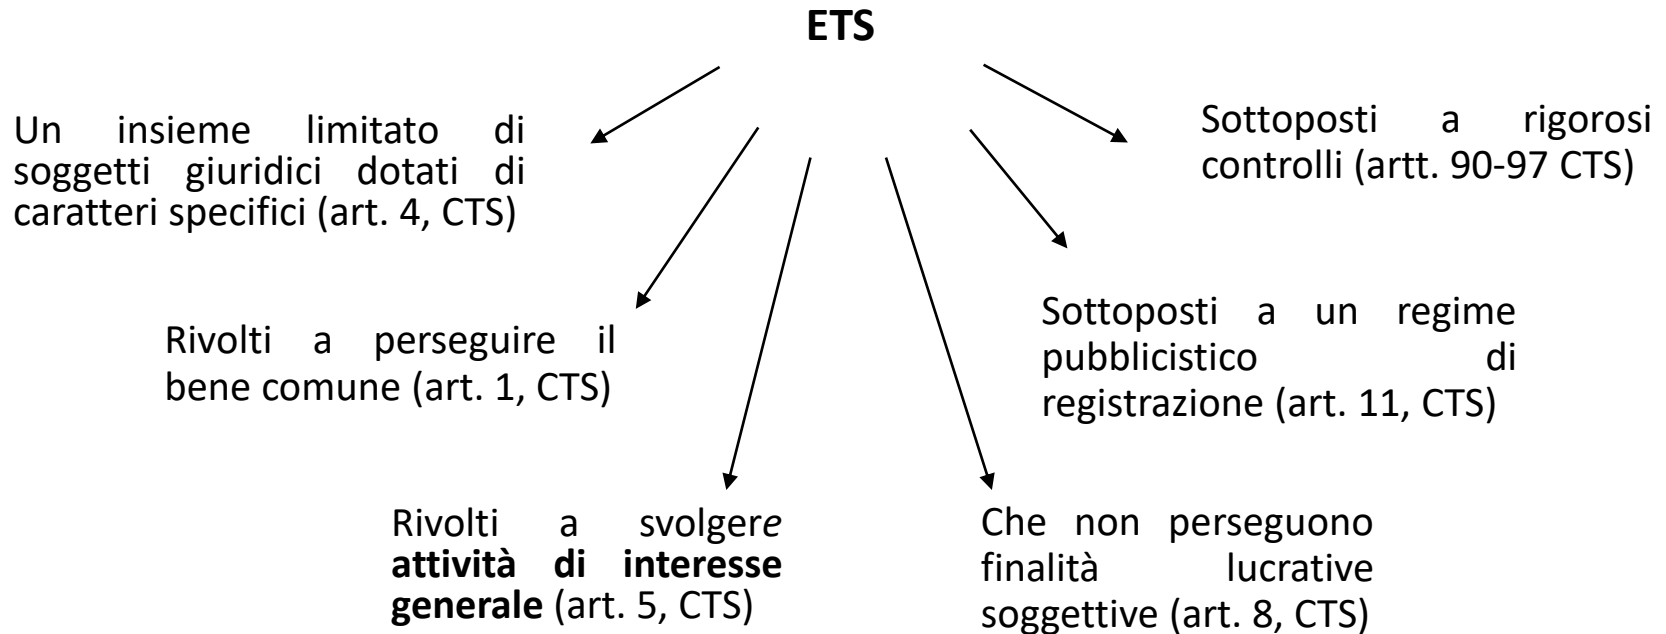 ETS
Un insieme limitato di
soggetti giuridici dotati di
caratteri specifici (art. 4, CTS)
Sottoposti a rigorosi
controlli (artt. 90-97 CTS)
Rivolti a perseguire il
bene comune (art. 1, CTS)
Sottoposti a un regime
pubblicistico di
registrazione (art. 11, CTS)
Rivolti a svolgere
attività di interesse
generale (art. 5, CTS)
Che non perseguono
finalità lucrative
soggettive (art. 8, CTS)